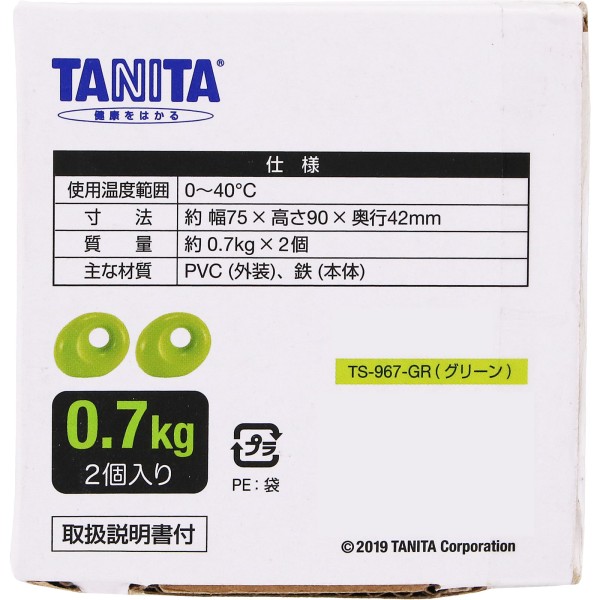 TANITA®
健康をはかる
仕様
使用温度範囲 0〜40°C
寸法 約 幅75×高さ90×奥行42mm
質量 約 0.7kg×2個
主な材質 PVC (外装)、鉄 (本体)
TS-967-GR (グリーン)
0.7kg
2個入り
プラ
PE：袋
取扱説明書付
©2019 TANITA Corporation